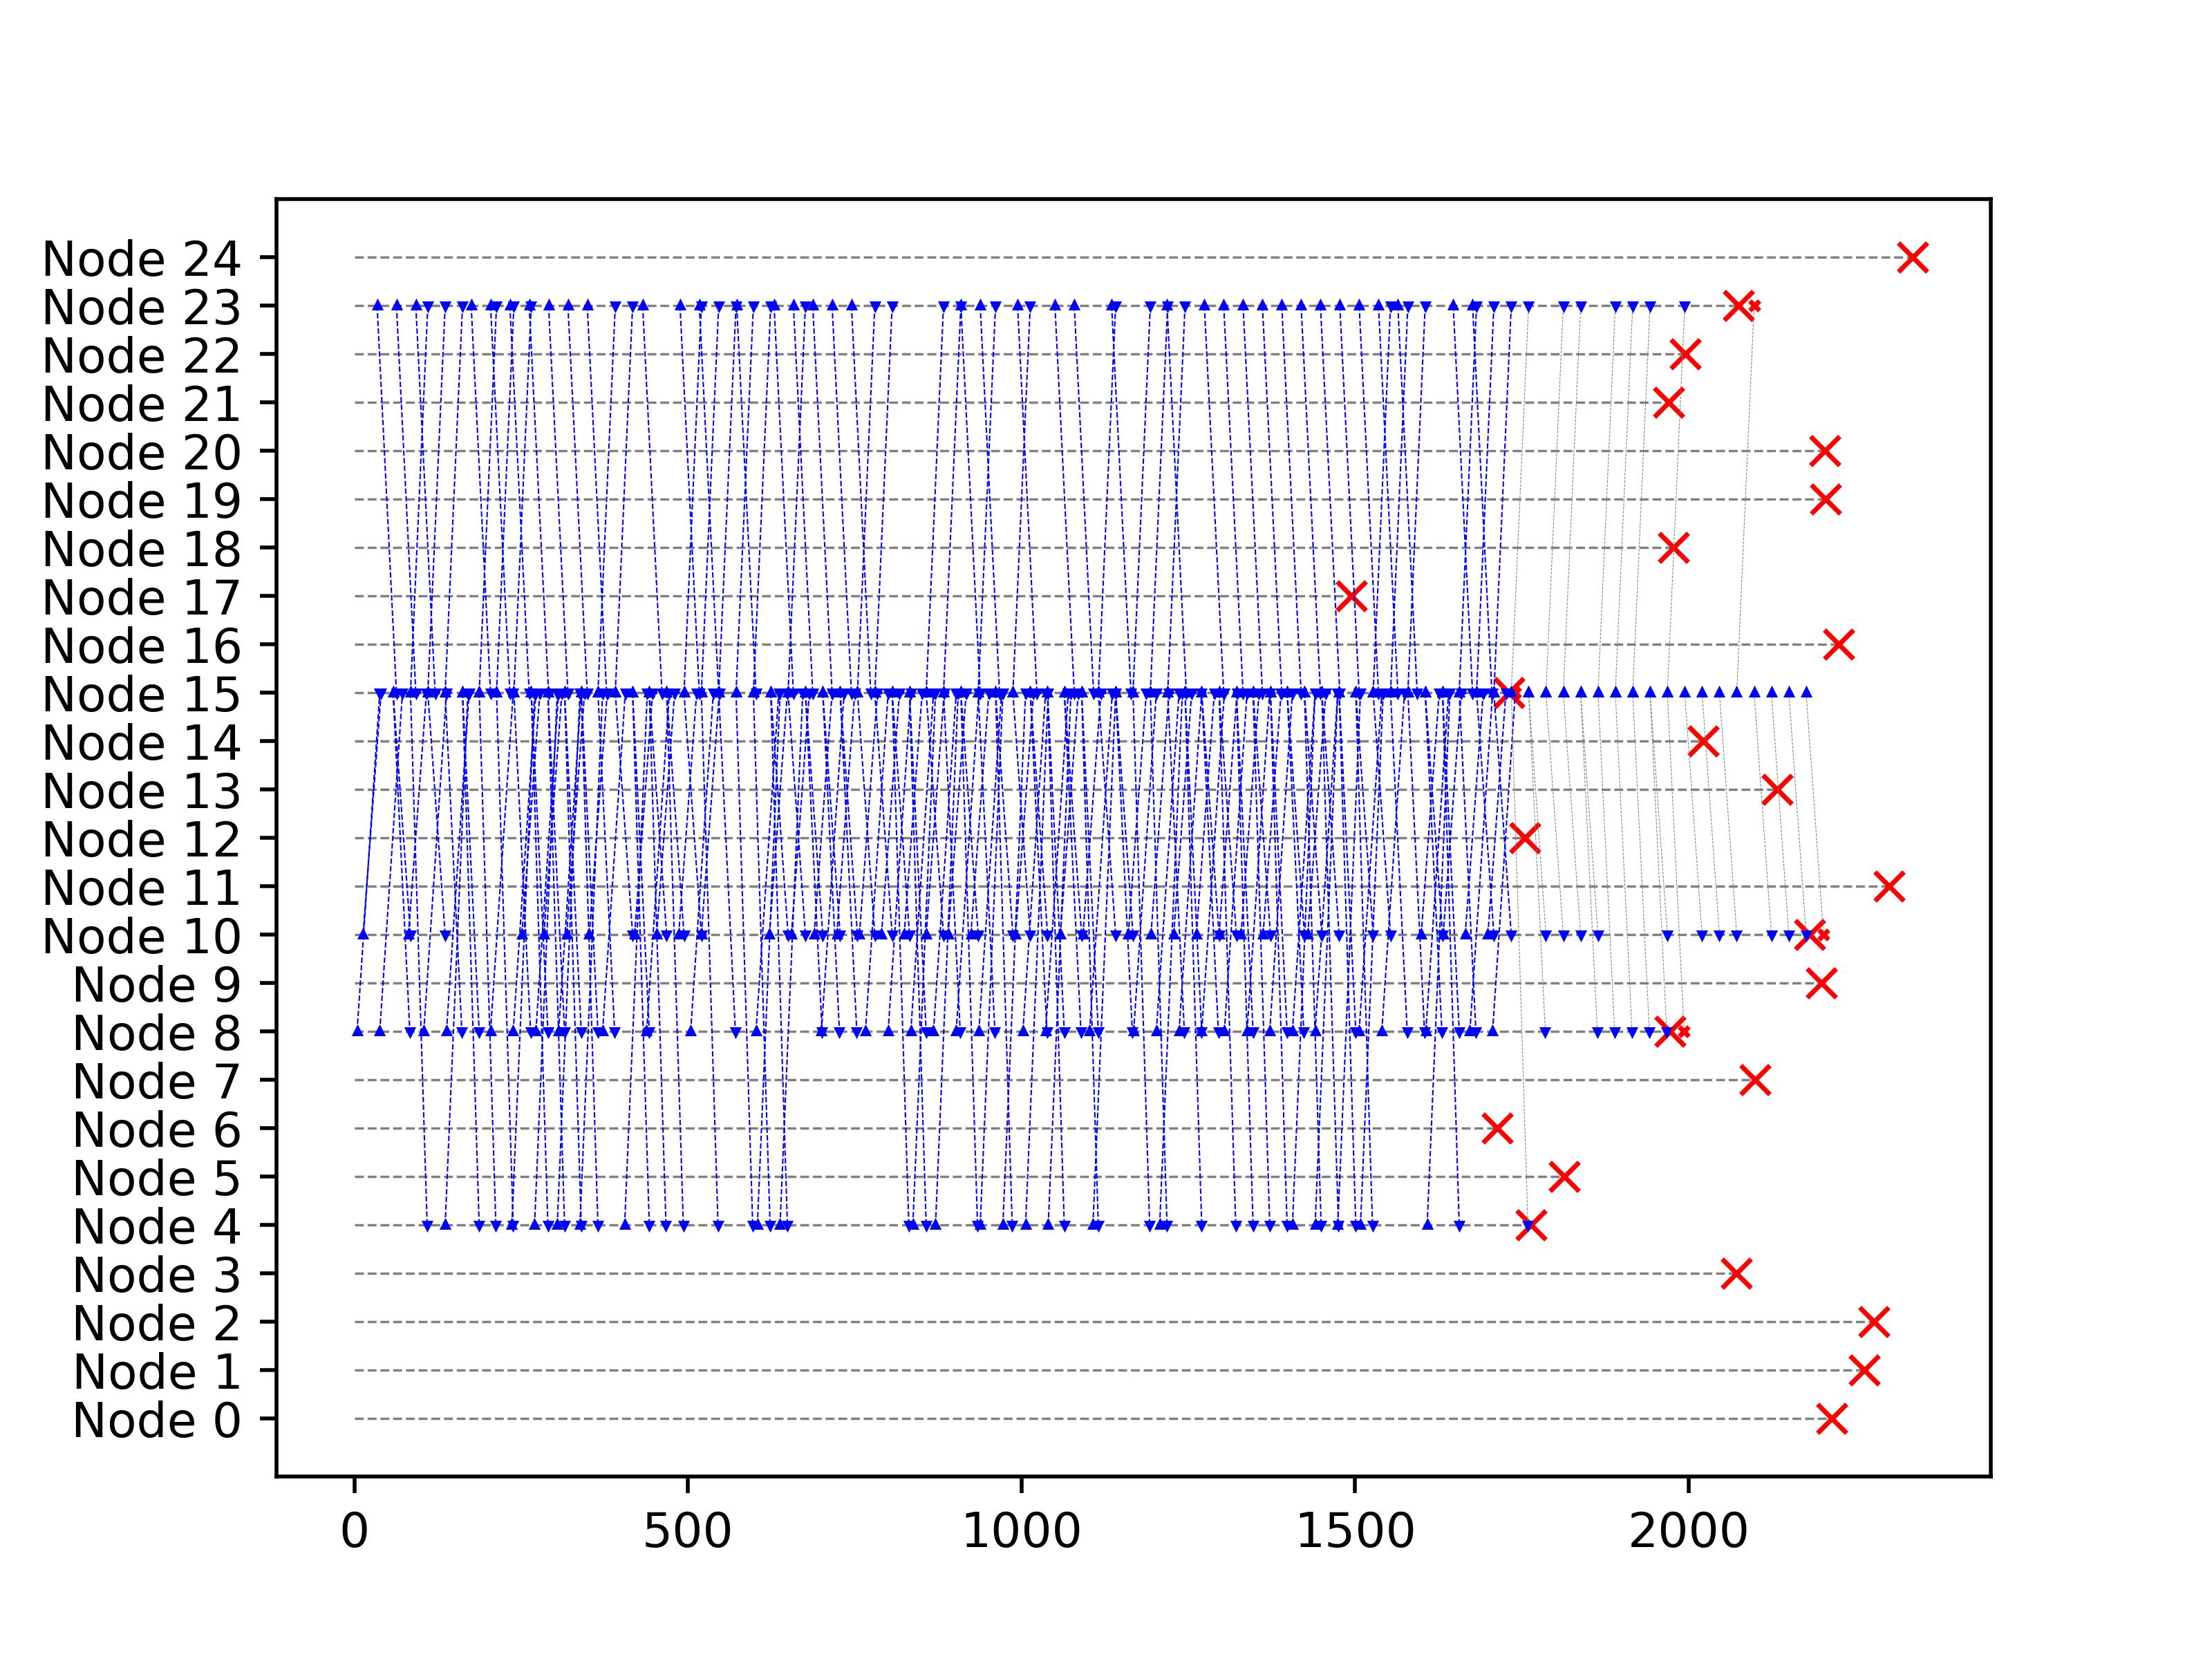 Node 24
Node 23
Node 22
Node 21
Node 20
Node 19
Node 18
Node 17
Node 16
Node 15
Node 14
Node 13
Node 12
Node 11
Node 10
Node 9
Node 8
Node 7
Node 6
Node 5
Node 4
Node 3
Node 2
Node 1
Node 0
0 500 1000 1500 2000